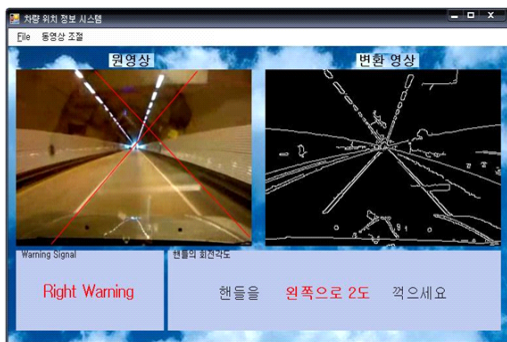 차량 위치 정보 시스템
File 동영상 조절
원영상 변환 영상
Warning Signal 핸들의 회전각도
Right Warning 핸들을 왼쪽으로 2도 꺽으세요